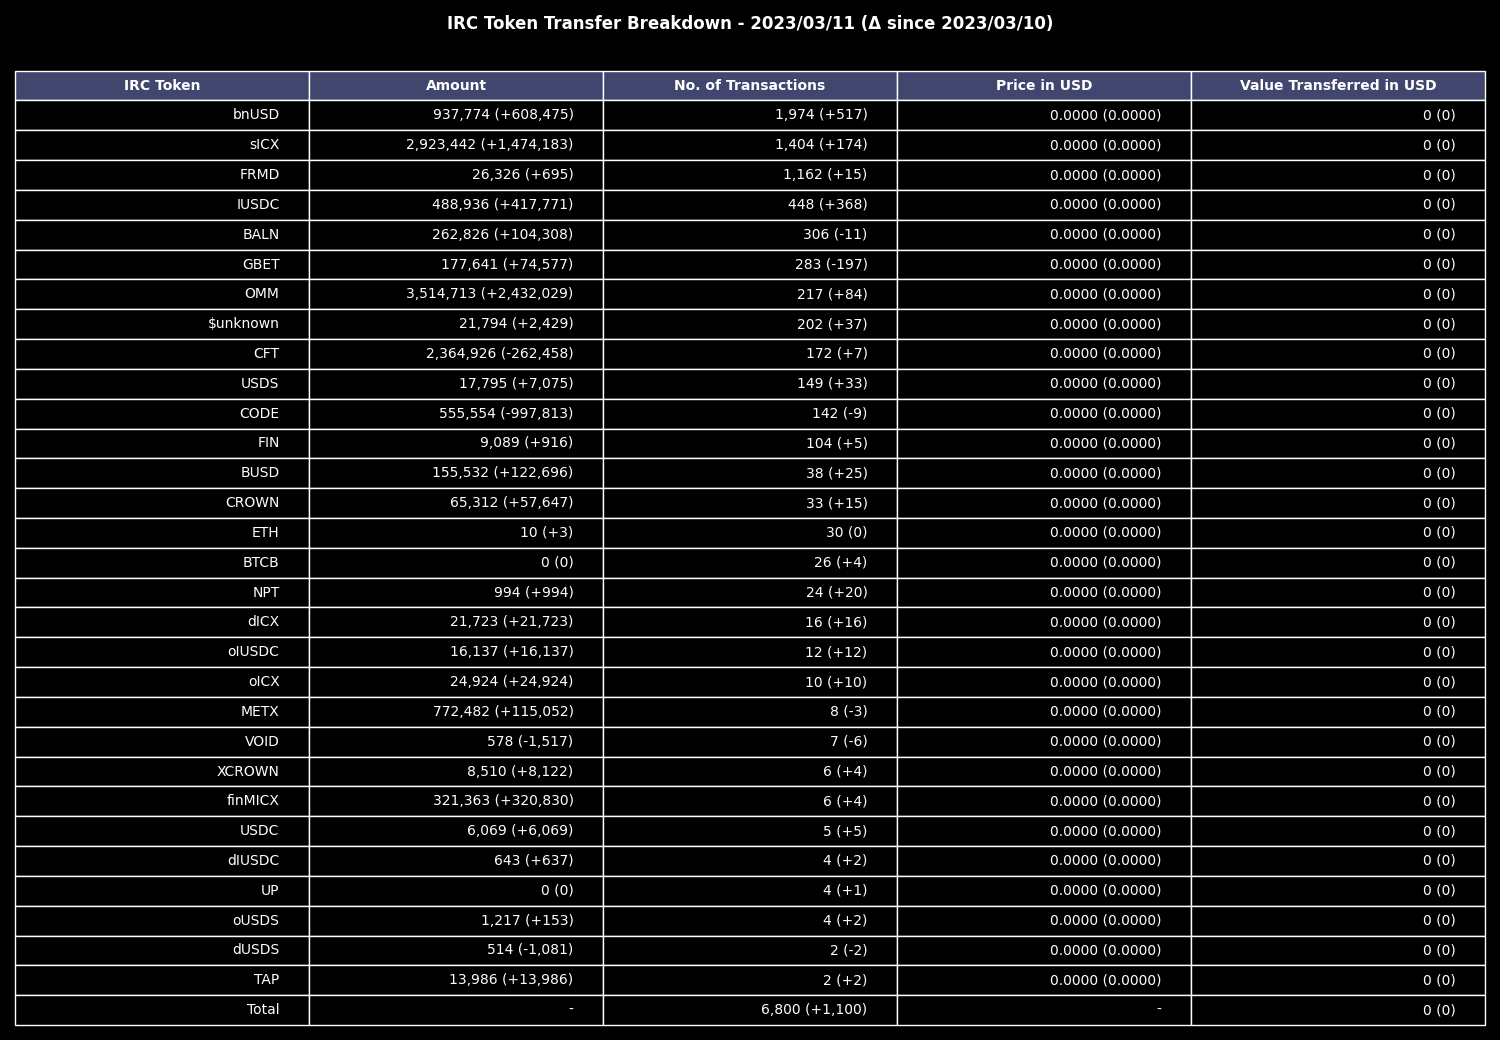 IRC Token Transfer Breakdown - 2023/03/11 (Δ since 2023/03/10)
IRC Token Amount No. of Transactions Price in USD Value Transferred in USD
bnUSD 937,774 (+608,475) 1,974 (+517) 0.0000 (0.0000) 0 (0)
sICX 2,923,442 (+1,474,183) 1,404 (+174) 0.0000 (0.0000) 0 (0)
FRMD 26,326 (+695) 1,162 (+15) 0.0000 (0.0000) 0 (0)
IUSDC 488,936 (+417,771) 448 (+368) 0.0000 (0.0000) 0 (0)
BALN 262,826 (+104,308) 306 (-11) 0.0000 (0.0000) 0 (0)
GBET 177,641 (+74,577) 283 (-197) 0.0000 (0.0000) 0 (0)
OMM 3,514,713 (+2,432,029) 217 (+84) 0.0000 (0.0000) 0 (0)
$unknown 21,794 (+2,429) 202 (+37) 0.0000 (0.0000) 0 (0)
CFT 2,364,926 (-262,458) 172 (+7) 0.0000 (0.0000) 0 (0)
USDS 17,795 (+7,075) 149 (+33) 0.0000 (0.0000) 0 (0)
CODE 555,554 (-997,813) 142 (-9) 0.0000 (0.0000) 0 (0)
FIN 9,089 (+916) 104 (+5) 0.0000 (0.0000) 0 (0)
BUSD 155,532 (+122,696) 38 (+25) 0.0000 (0.0000) 0 (0)
CROWN 65,312 (+57,647) 33 (+15) 0.0000 (0.0000) 0 (0)
ETH 10 (+3) 30 (0) 0.0000 (0.0000) 0 (0)
BTCB 0 (0) 26 (+4) 0.0000 (0.0000) 0 (0)
NPT 994 (+994) 24 (+20) 0.0000 (0.0000) 0 (0)
dICX 21,723 (+21,723) 16 (+16) 0.0000 (0.0000) 0 (0)
oIUSDC 16,137 (+16,137) 12 (+12) 0.0000 (0.0000) 0 (0)
oICX 24,924 (+24,924) 10 (+10) 0.0000 (0.0000) 0 (0)
METX 772,482 (+115,052) 8 (-3) 0.0000 (0.0000) 0 (0)
VOID 578 (-1,517) 7 (-6) 0.0000 (0.0000) 0 (0)
XCROWN 8,510 (+8,122) 6 (+4) 0.0000 (0.0000) 0 (0)
finMICX 321,363 (+320,830) 6 (+4) 0.0000 (0.0000) 0 (0)
USDC 6,069 (+6,069) 5 (+5) 0.0000 (0.0000) 0 (0)
dIUSDC 643 (+637) 4 (+2) 0.0000 (0.0000) 0 (0)
UP 0 (0) 4 (+1) 0.0000 (0.0000) 0 (0)
oUSDS 1,217 (+153) 4 (+2) 0.0000 (0.0000) 0 (0)
dUSDS 514 (-1,081) 2 (-2) 0.0000 (0.0000) 0 (0)
TAP 13,986 (+13,986) 2 (+2) 0.0000 (0.0000) 0 (0)
Total - 6,800 (+1,100) - 0 (0)